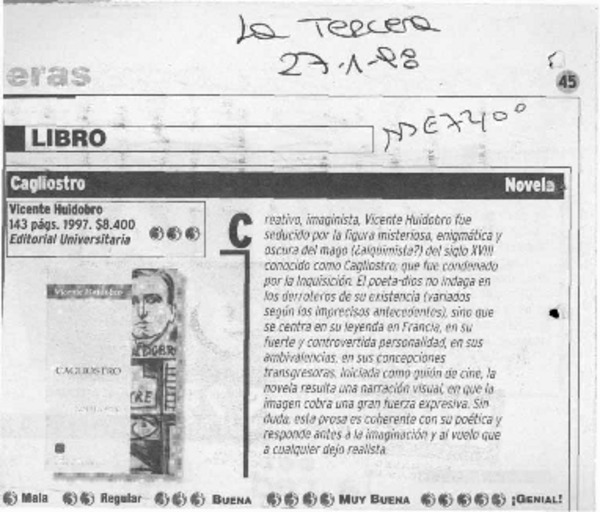 La Tercera
27-1-98
eras
45
LIBRO
Cagliostro Novela
Vicente Huidobro
143 págs. 1997. $8.400
Editorial Universitaria
Creativo, imaginista, Vicente Huidobro fue
seducido por la figura misteriosa, enigmática y
oscura del mago (¿alquimista?) del siglo XVIII
conocido como Cagliostro, que fue condenado
por la Inquisición. El poeta-dios no indaga en
los derroteros de su existencia (variados
según los imprecisos antecedentes), sino que
se centra en su leyenda en Francia, en su
fuerte y controvertida personalidad, en sus
ambivalencias, en sus concepciones
transgresoras. Iniciada como guión de cine, la
novela resulta una narración visual, en que la
imagen cobra una gran fuerza expresiva. Sin
duda, esta prosa es coherente con su poética y
responde antes a la imaginación y al vuelo que
a cualquier dejo realista.
Vicente Huidobro
CAGLIOSTRO
Mala Regular BUENA MUY BUENA ¡GENIAL!